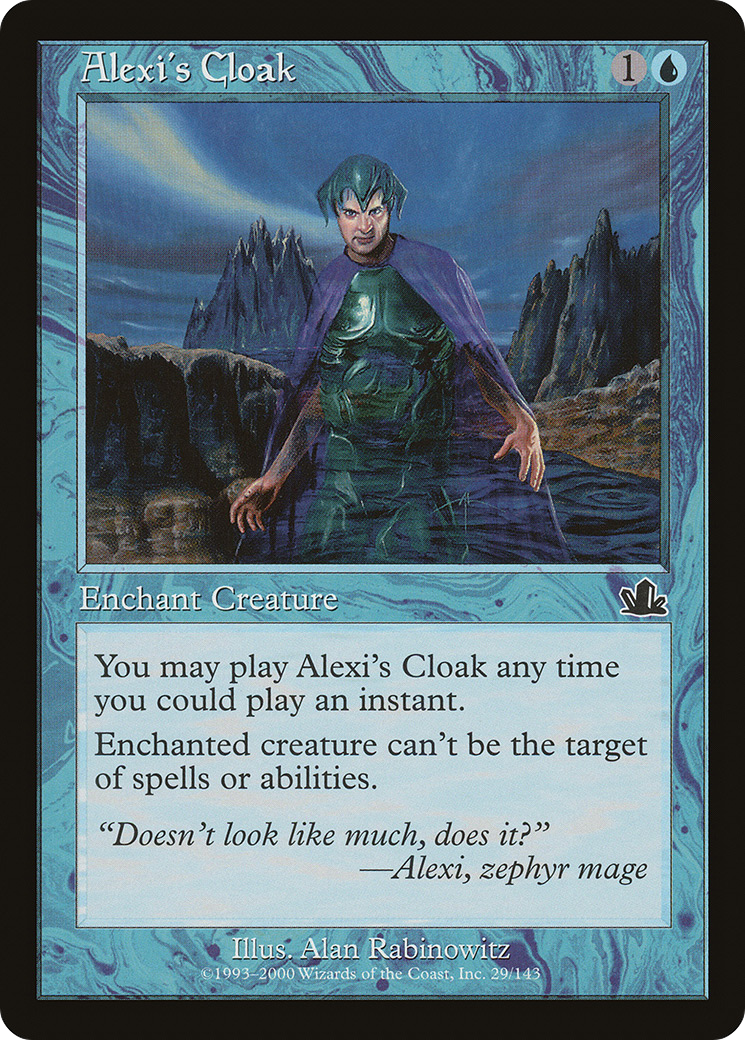 Alexi's Cloak 1
Enchant Creature
You may play Alexi's Cloak any time
you could play an instant.
Enchanted creature can't be the target
of spells or abilities.
“Doesn't look like much, does it?”
—Alexi, zephyr mage
Illus. Alan Rabinowitz
©1993–2000 Wizards of the Coast, Inc. 29/143